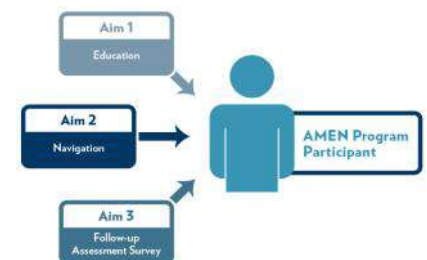 Aim 1
Education
Aim 2
Navigation
AMEN Program
Participant
Aim 3
Follow-up
Assessment Survey